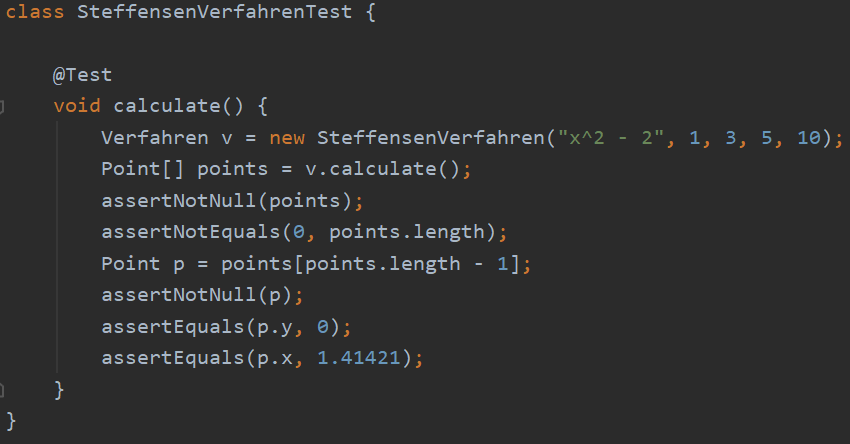 class SteffensenVerfahrenTest {
@Test
void calculate() {
Verfahren v = new SteffensenVerfahren("x^2 - 2", 1, 3, 5, 10);
Point[] points = v.calculate();
assertNotNull(points);
assertNotEquals(0, points.length);
Point p = points[points.length - 1];
assertNotNull(p);
assertEquals(p.y, 0);
assertEquals(p.x, 1.41421);
}
}